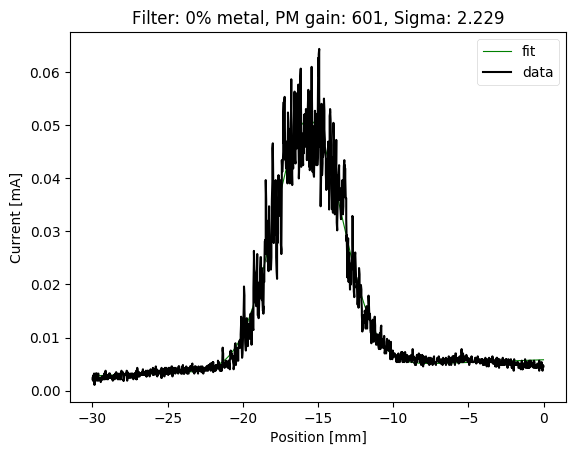 Filter: 0% metal, PM gain: 601, Sigma: 2.229
fit
data
0.06
0.05
0.04
0.03
0.02
0.01
0.00
Current [mA]
−30
−25
−20
−15
−10
−5
0
Position [mm]